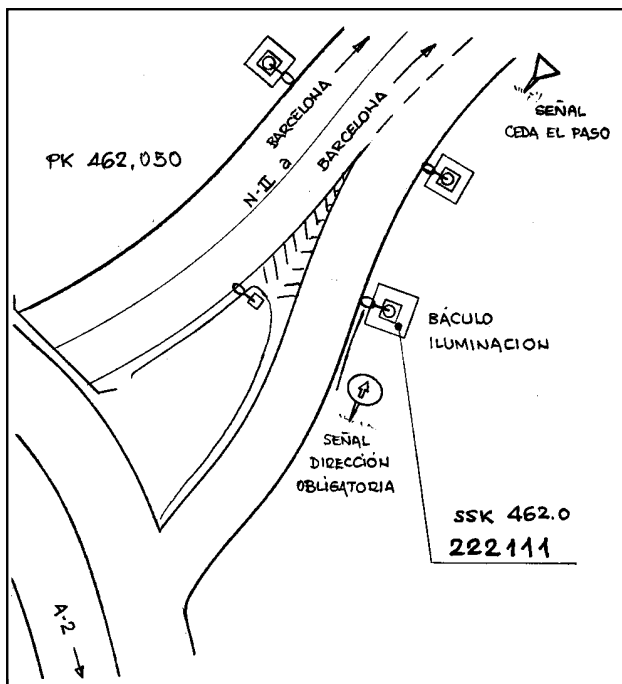 BARCELONA
BARCELONA
N-II a
PK 462,050
SEÑAL
CEDA EL PASO
BÁCULO
ILUMINACION
SEÑAL
DIRECCIÓN
OBLIGATORIA
SSK 462.0
222111
A-2